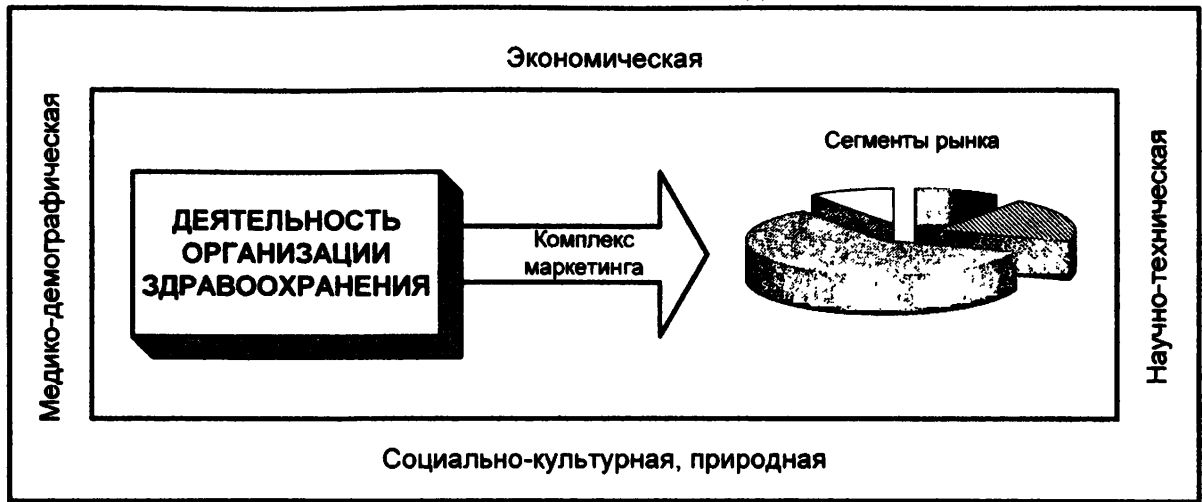 Экономическая
Медико-демографическая
Сегменты рынка
ДЕЯТЕЛЬНОСТЬ
ОРГАНИЗАЦИИ
ЗДРАВООХРАНЕНИЯ
Комплекс
маркетинга
Научно-техническая
Социально-культурная, природная